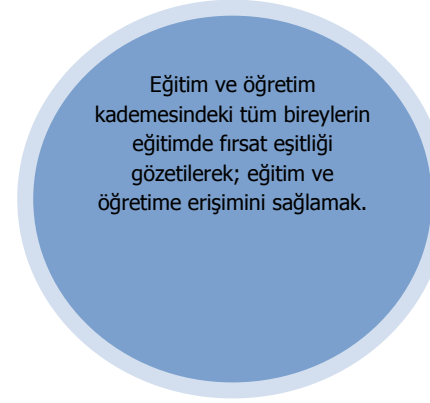 Eğitim ve öğretim
kademesindeki tüm bireylerin
eğitimde fırsat eşitliği
gözetilerek; eğitim ve
öğretime erişimini sağlamak.